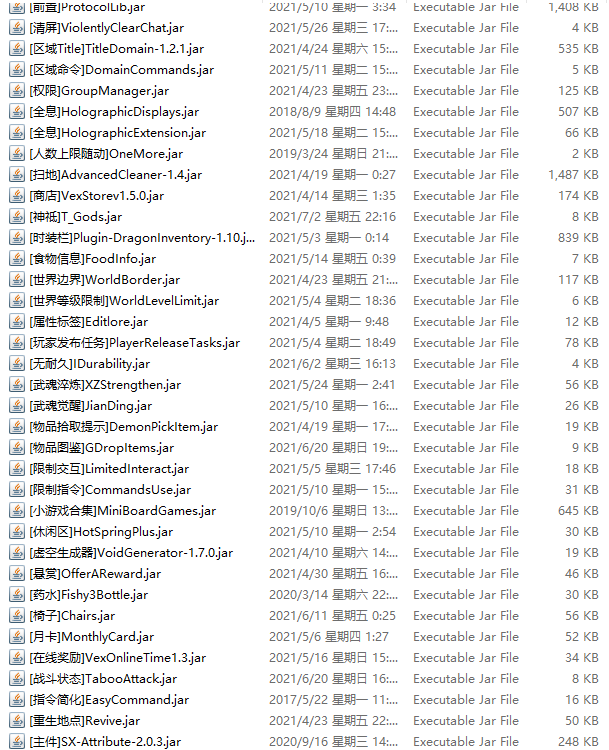 [前置]ProtocolLib.jar 2021/5/10 星期一 3:34 Executable Jar File 1,408 KB
[清屏]ViolentlyClearChat.jar 2021/5/26 星期三 17:... Executable Jar File 4 KB
[区域Title]TitleDomain-1.2.1.jar 2021/4/24 星期六 15:... Executable Jar File 535 KB
[区域命令]DomainCommands.jar 2021/5/11 星期二 15:... Executable Jar File 5 KB
[权限]GroupManager.jar 2021/4/23 星期五 23:... Executable Jar File 125 KB
[全息]HolographicDisplays.jar 2018/8/9 星期四 14:48 Executable Jar File 507 KB
[全息]HolographicExtension.jar 2021/5/18 星期二 15:... Executable Jar File 66 KB
[人数上限随动]OneMore.jar 2019/3/24 星期日 21:... Executable Jar File 2 KB
[扫地]AdvancedCleaner-1.4.jar 2021/4/19 星期一 0:27 Executable Jar File 1,487 KB
[商店]VexStorev1.5.0.jar 2021/4/14 星期三 1:35 Executable Jar File 174 KB
[神祗]T_Gods.jar 2021/7/2 星期五 22:16 Executable Jar File 8 KB
[时装栏]Plugin-DragonInventory-1.10.j... 2021/5/3 星期一 0:14 Executable Jar File 839 KB
[食物信息]FoodInfo.jar 2021/5/14 星期五 0:39 Executable Jar File 7 KB
[世界边界]WorldBorder.jar 2021/4/23 星期五 21:... Executable Jar File 117 KB
[世界等级限制]WorldLevelLimit.jar 2021/5/4 星期二 18:36 Executable Jar File 6 KB
[属性标签]Editlore.jar 2021/4/5 星期一 9:48 Executable Jar File 12 KB
[玩家发布任务]PlayerReleaseTasks.jar 2021/5/4 星期二 18:49 Executable Jar File 78 KB
[无耐久]IDurability.jar 2021/6/2 星期三 16:13 Executable Jar File 4 KB
[武魂淬炼]XZStrengthen.jar 2021/5/24 星期一 2:41 Executable Jar File 56 KB
[武魂觉醒]JianDing.jar 2021/5/10 星期一 16:... Executable Jar File 26 KB
[物品拾取提示]DemonPickItem.jar 2021/4/19 星期一 17:... Executable Jar File 19 KB
[物品图鉴]GDropItems.jar 2021/6/20 星期日 19:... Executable Jar File 9 KB
[限制交互]LimitedInteract.jar 2021/5/5 星期三 17:46 Executable Jar File 18 KB
[限制指令]CommandsUse.jar 2021/5/10 星期一 15:... Executable Jar File 31 KB
[小游戏合集]MiniBoardGames.jar 2019/10/6 星期日 13:... Executable Jar File 645 KB
[休闲区]HotSpringPlus.jar 2021/5/10 星期一 2:54 Executable Jar File 30 KB
[虚空生成器]VoidGenerator-1.7.0.jar 2021/4/10 星期六 14:... Executable Jar File 19 KB
[悬赏]OfferAReward.jar 2021/4/30 星期五 16:... Executable Jar File 46 KB
[药水]Fishy3Bottle.jar 2020/3/14 星期六 22:... Executable Jar File 30 KB
[椅子]Chairs.jar 2021/6/11 星期五 0:25 Executable Jar File 56 KB
[月卡]MonthlyCard.jar 2021/5/6 星期四 1:27 Executable Jar File 52 KB
[在线奖励]VexOnlineTime1.3.jar 2021/5/16 星期日 15:... Executable Jar File 34 KB
[战斗状态]TabooAttack.jar 2021/6/20 星期日 16:... Executable Jar File 8 KB
[指令简化]EasyCommand.jar 2017/5/22 星期一 11:... Executable Jar File 16 KB
[重生地点]Revive.jar 2021/4/23 星期五 22:... Executable Jar File 50 KB
[主件]SX-Attribute-2.0.3.jar 2020/9/16 星期三 14:... Executable Jar File 248 KB